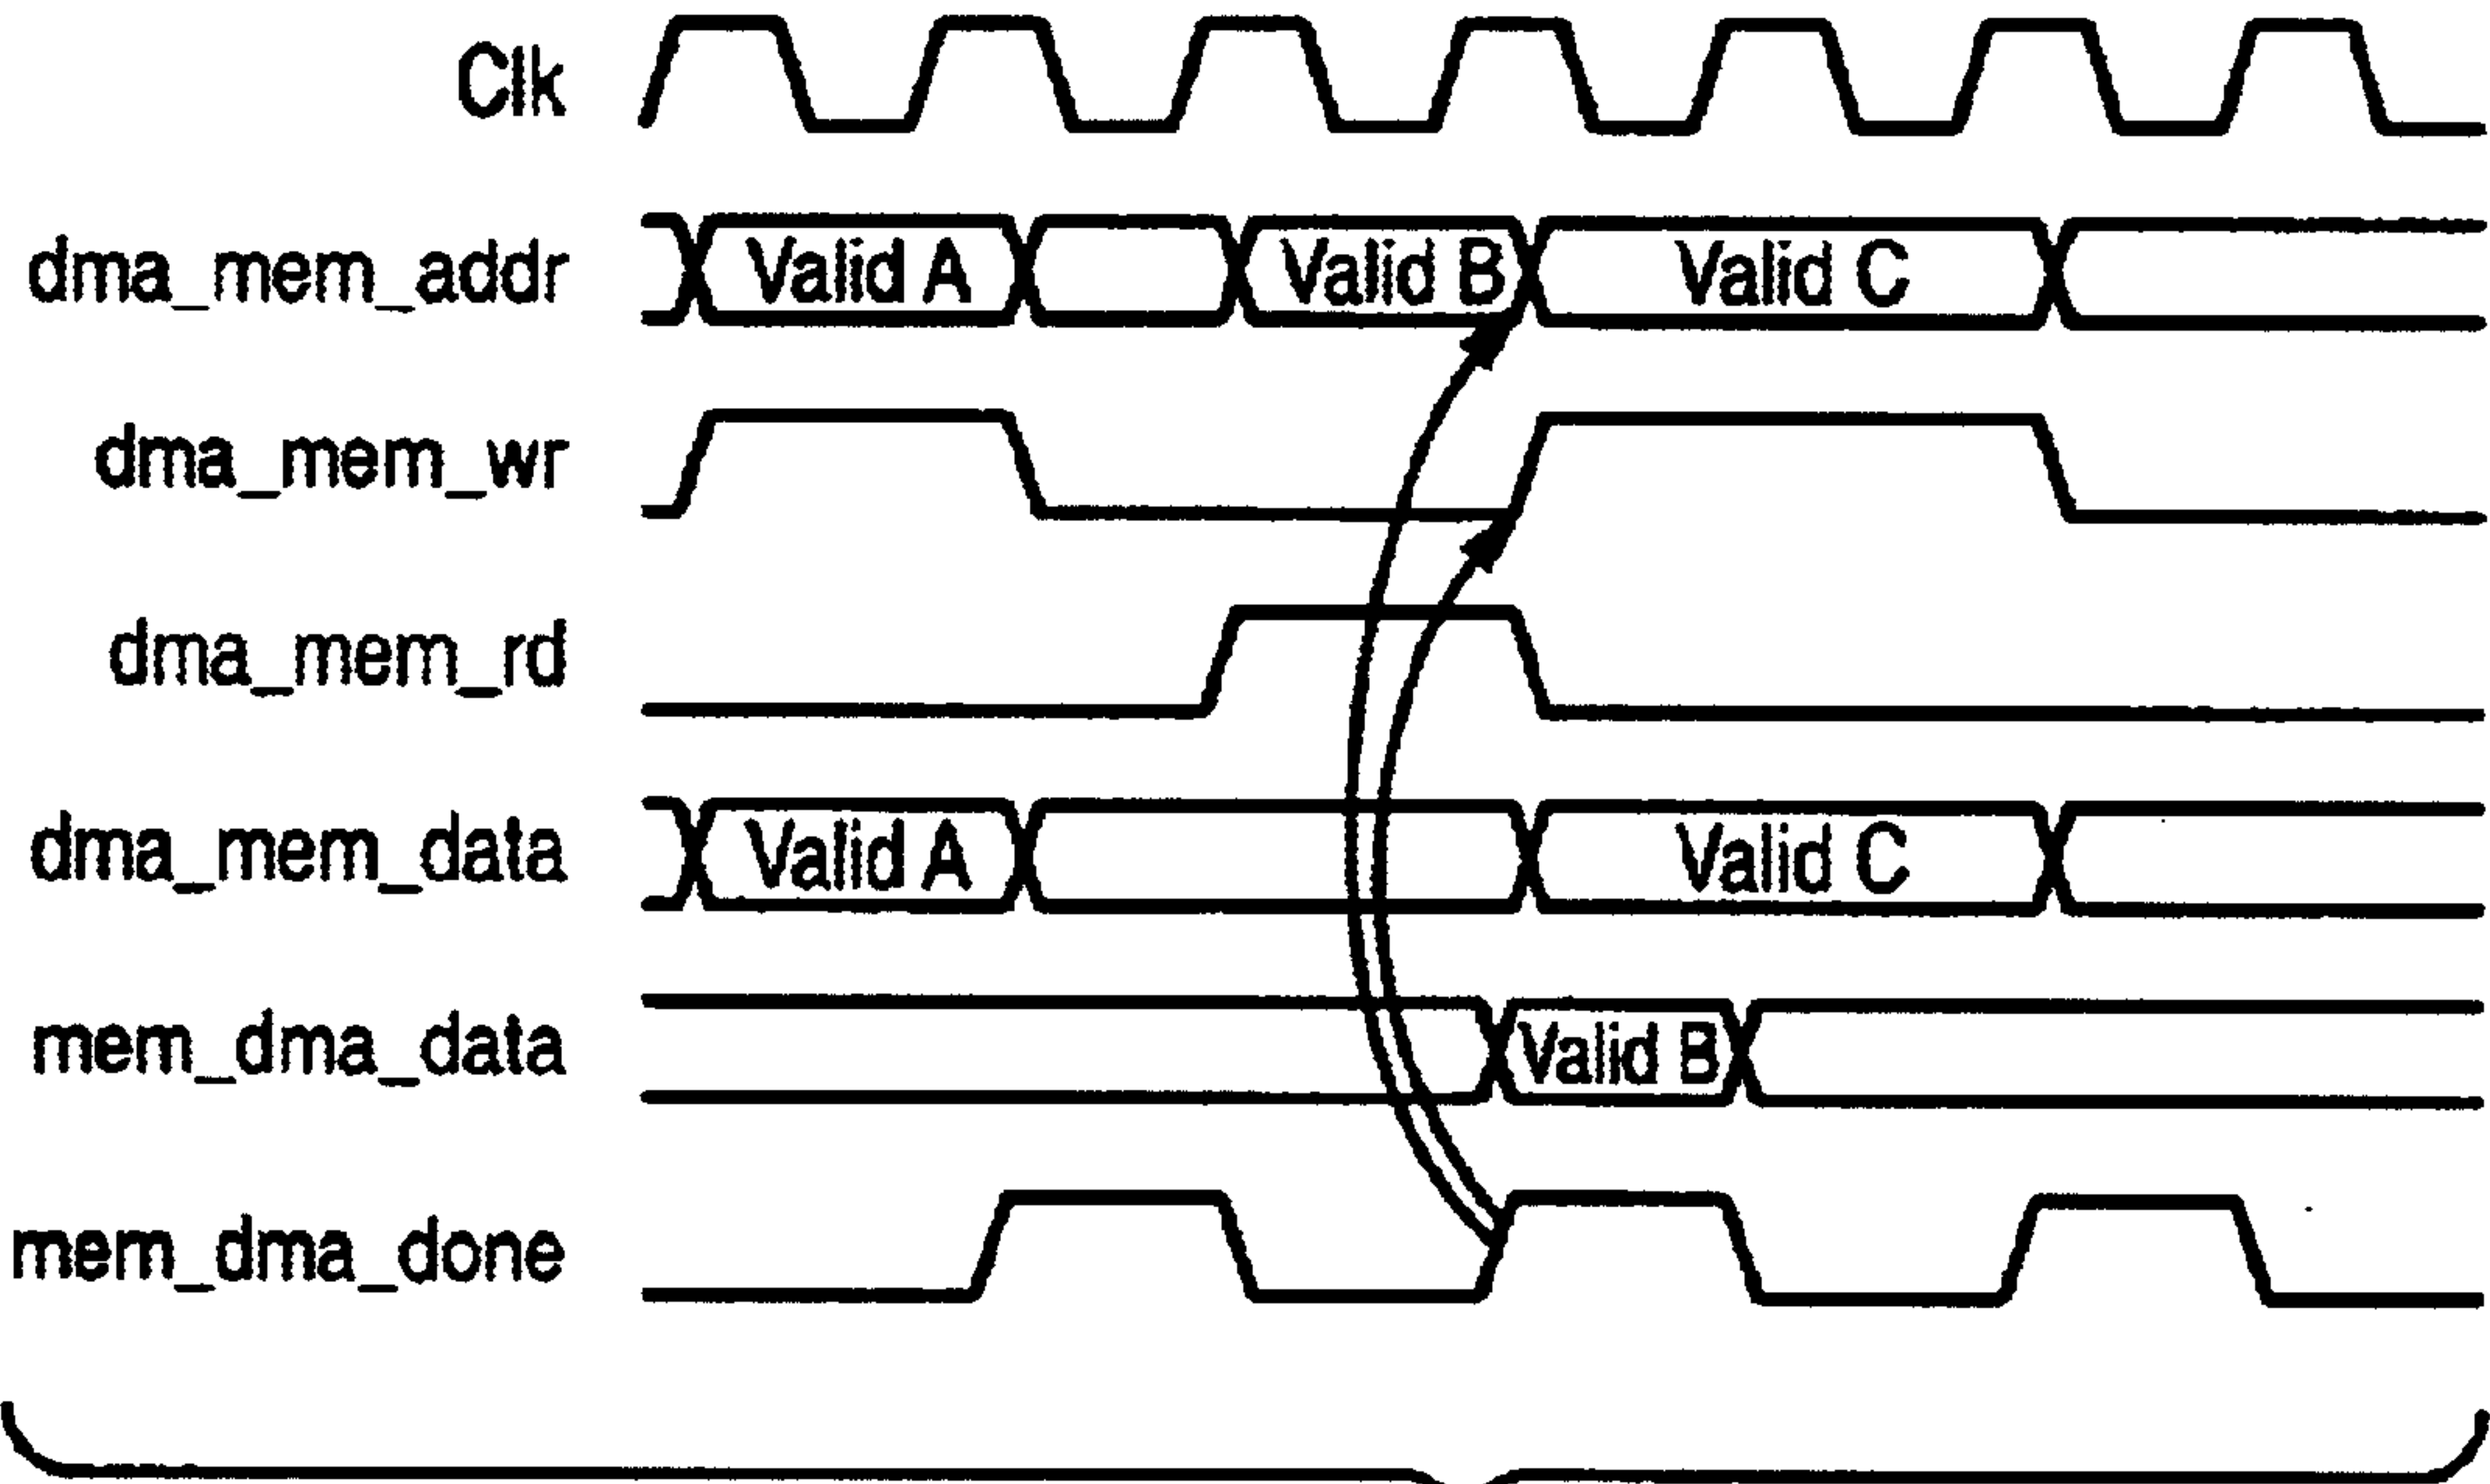 Clk
dma_mem_addr Valid A Valid B Valid C
dma_mem_wr
dma_mem_rd
dma_mem_data Valid A Valid C
mem_dma_data Valid B
mem_dma_done